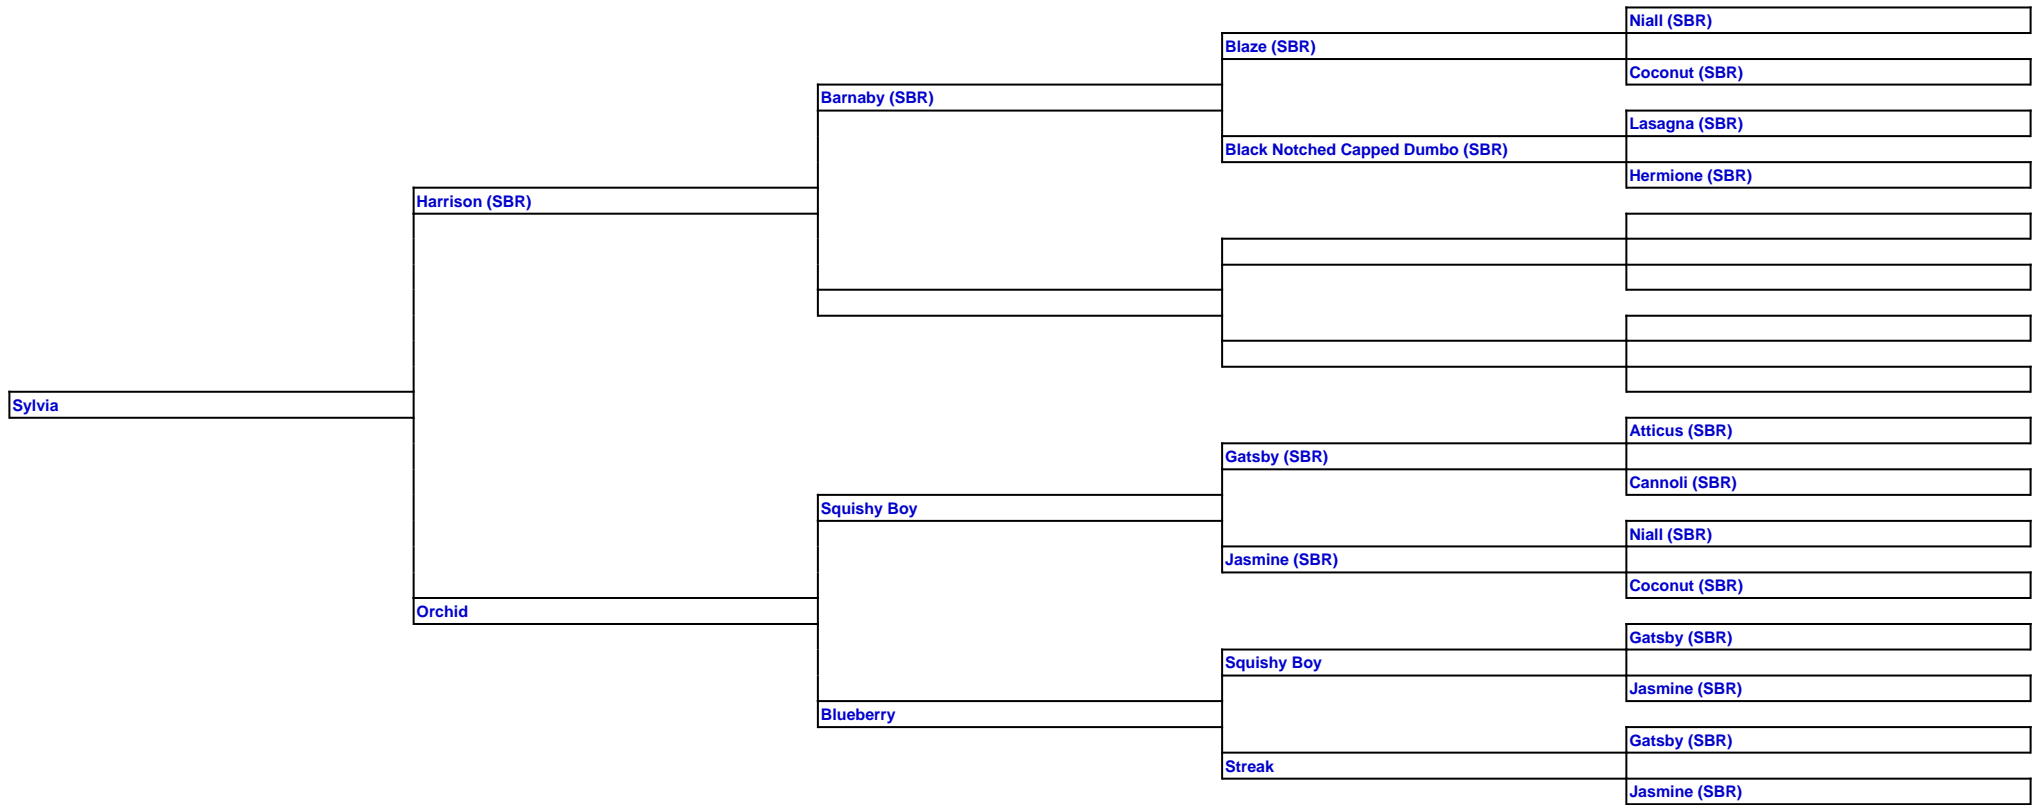 Niall (SBR)
Blaze (SBR)
Coconut (SBR)
Barnaby (SBR)
Lasagna (SBR)
Black Notched Capped Dumbo (SBR)
Hermione (SBR)
Harrison (SBR)
Sylvia
Atticus (SBR)
Gatsby (SBR)
Cannoli (SBR)
Squishy Boy
Niall (SBR)
Jasmine (SBR)
Coconut (SBR)
Orchid
Gatsby (SBR)
Squishy Boy
Jasmine (SBR)
Blueberry
Gatsby (SBR)
Streak
Jasmine (SBR)